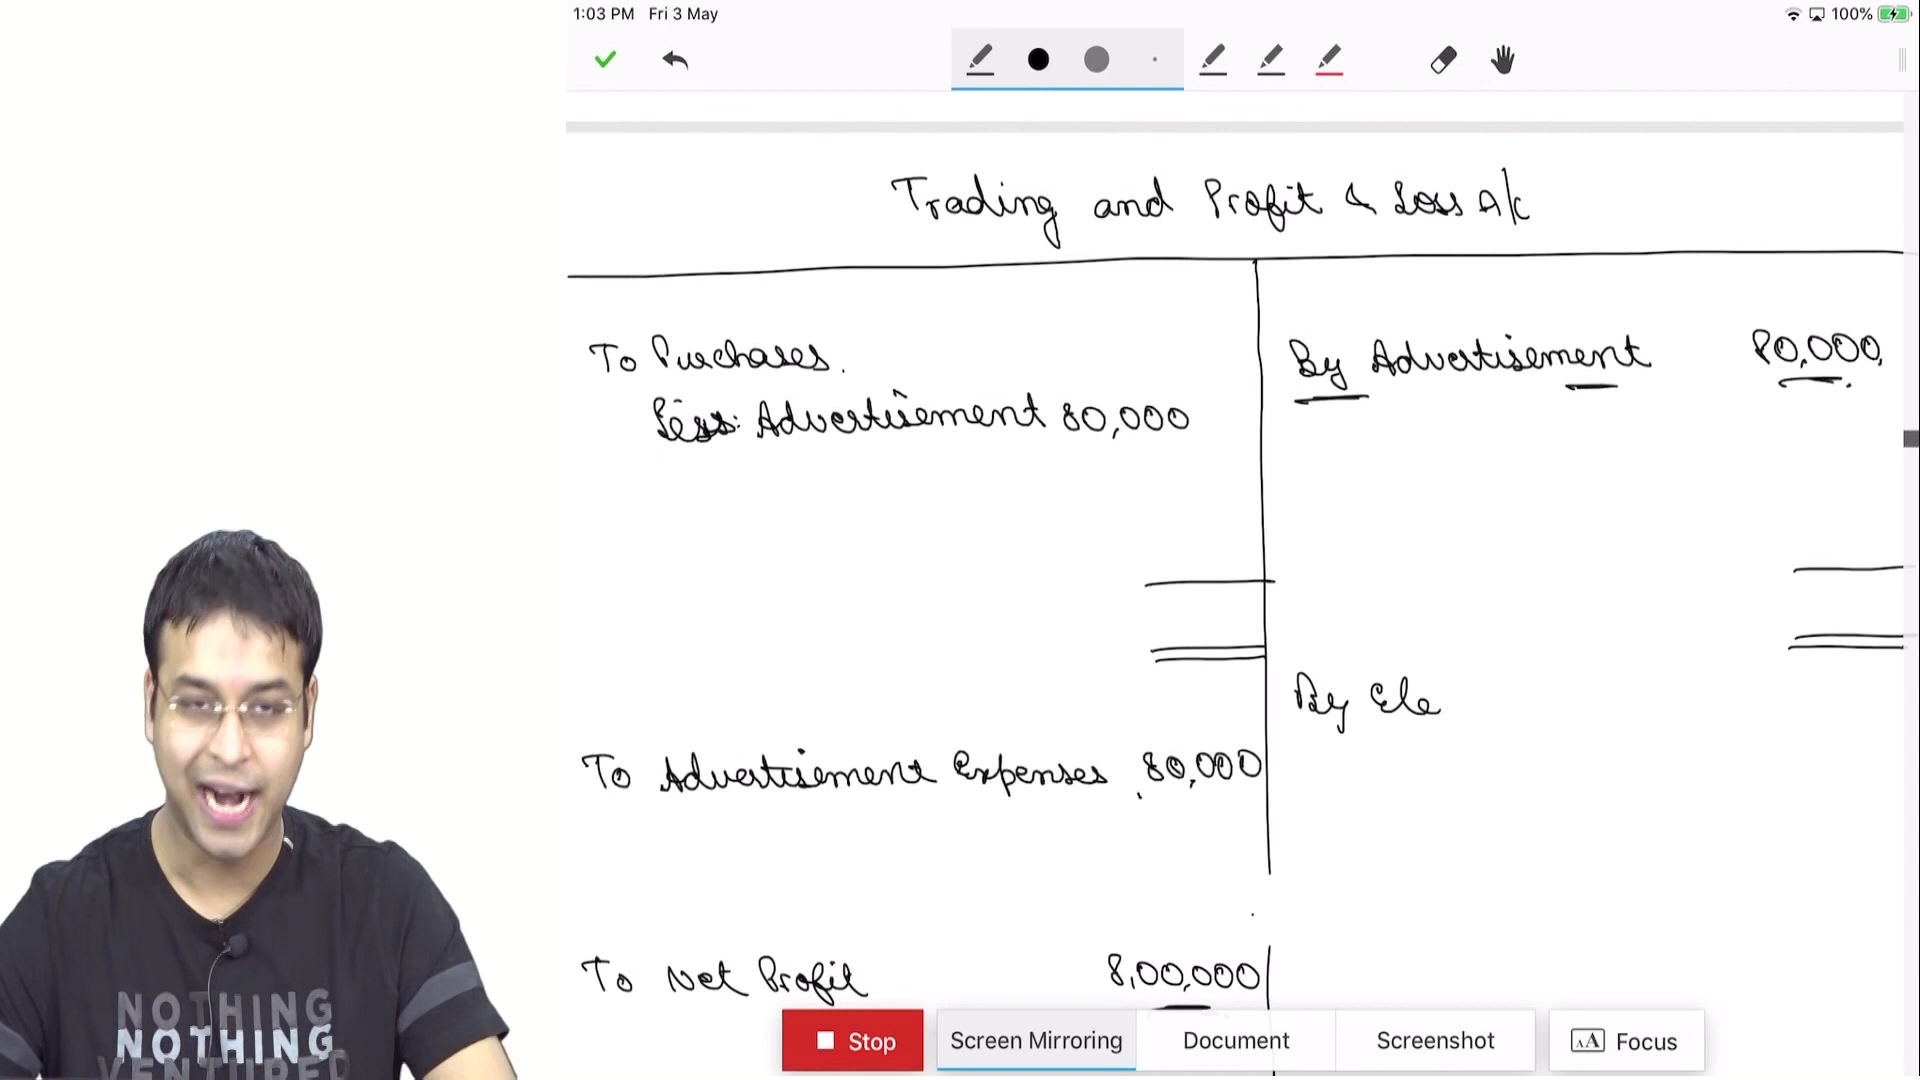 1:03 PM Fri 3 May 100%
Trading and Profit & Loss A/c
To Purchases.
Less: Advertisement 80,000
By Advertisement 80,000
By Ele
To Advertisement Expenses 80,000
To Net Profit 8,00,000
NOTHING
NOTHING
VENTURED
Stop Screen Mirroring Document Screenshot AA Focus